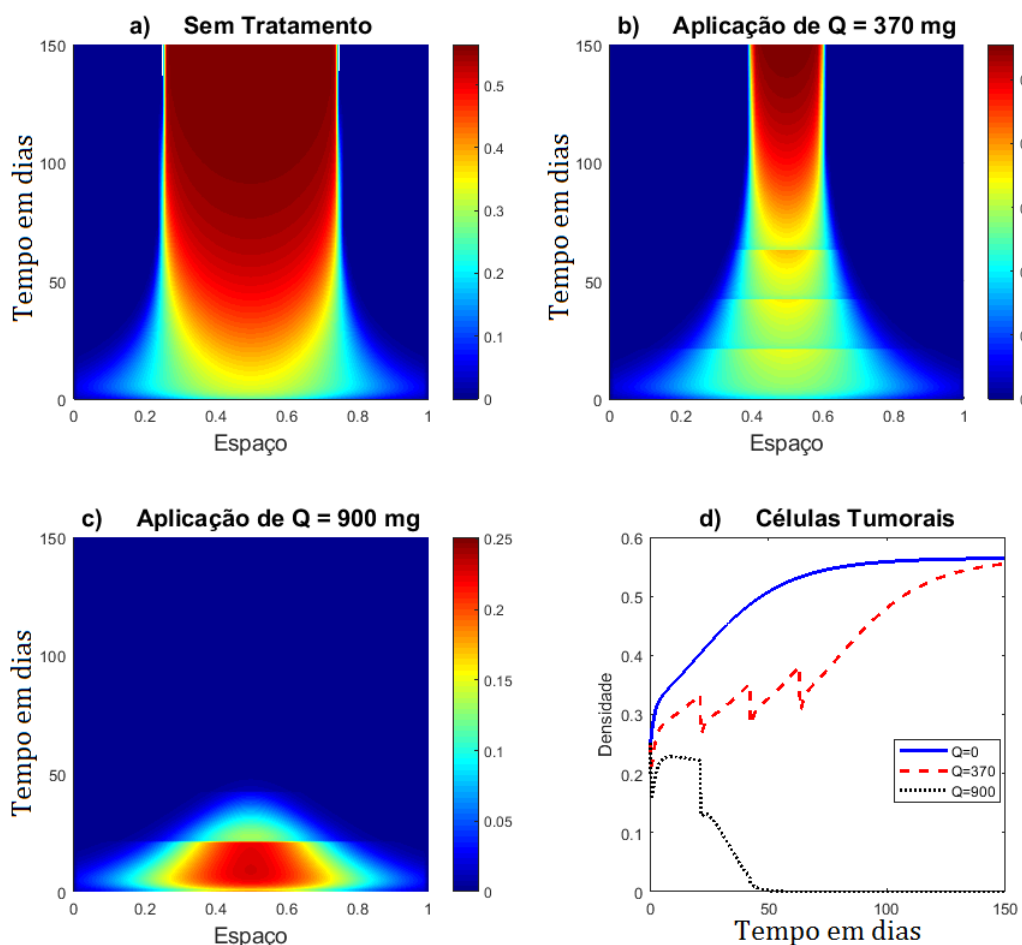 a) Sem Tratamento
150
100
50
0
Tempo em dias
0 0.2 0.4 0.6 0.8 1
Espaço
0.5
0.4
0.3
0.2
0.1
0
b) Aplicação de Q = 370 mg
150
100
50
0
Tempo em dias
0 0.2 0.4 0.6 0.8 1
Espaço
c) Aplicação de Q = 900 mg
150
100
50
0
Tempo em dias
0 0.2 0.4 0.6 0.8 1
Espaço
0.25
0.2
0.15
0.1
0.05
0
d) Células Tumorais
0.6
0.5
0.4
0.3
0.2
0.1
0
Densidade
Q=0
Q=370
Q=900
0 50 100 150
Tempo em dias